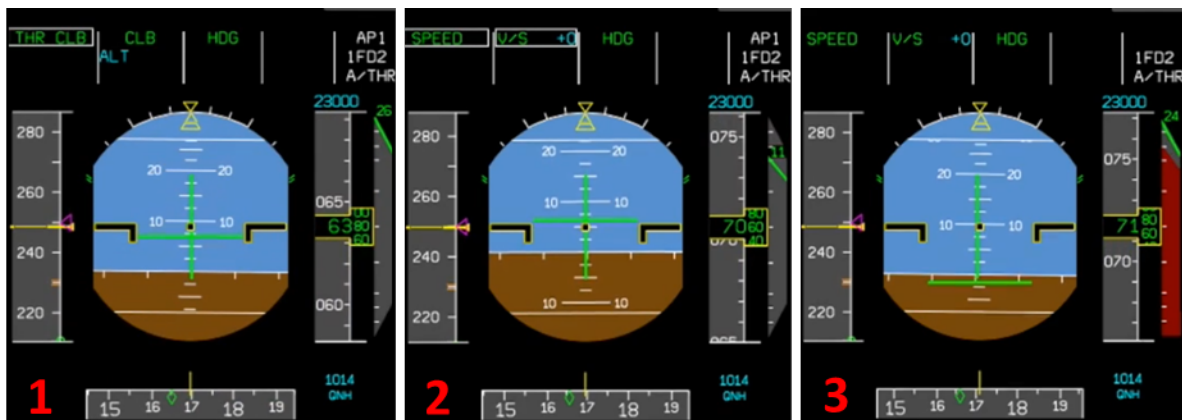 THR CLB CLB HDG AP1
ALT 1FD2
A/THR
23000
280 26
20 20
260 065
10 10
63 80
240 60
220 060
1 1014
QNH
15 16 17 18 19
SPEED V/S +0 HDG AP1
1FD2
A/THR
23000
280 075
20 20 11
260
10 10 80
70 60
240 40
220 10 10
2 1014
QNH
15 16 17 18 19
SPEED V/S +0 HDG
1FD2
A/THR
23000 24
280
20 20 075
260
10 10 80
71 60
240 070
220
3 1014
QNH
15 16 17 18 19